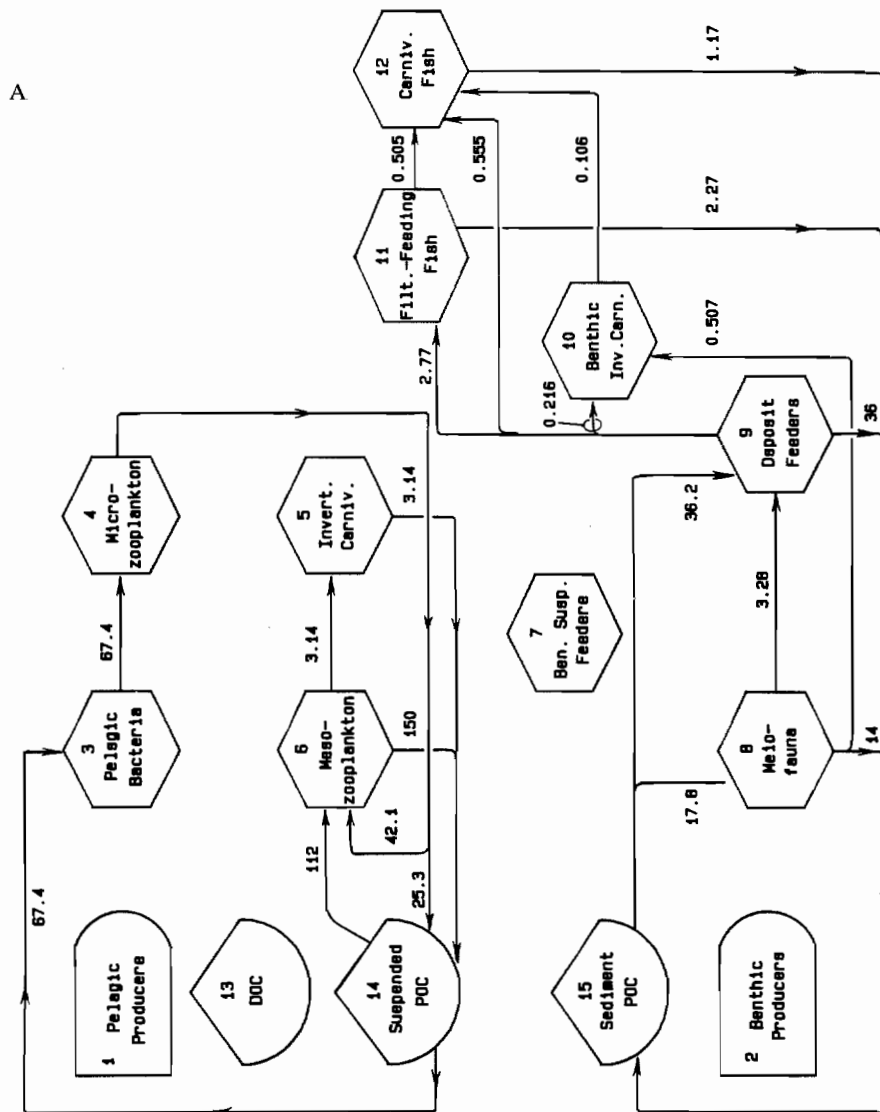 A
67.4
1
Pelagic
Producers
3
Pelagic
Bacteria
67.4
4
Micro-
zooplankton
13
DOC
14
Suspended
POC
112
42.1
25.3
6
Meso-
zooplankton
150
3.14
5
Invert.
Carniv.
3.14
15
Sediment
POC
2
Benthic
Producers
17.8
8
Meio-
fauna
14
7
Ben. Susp.
Feeders
3.28
36.2
9
Deposit
Feeders
36
0.216
2.77
10
Benthic
Inv.Carn.
0.507
11
Filt.-Feeding
Fish
0.505
0.555
0.106
2.27
12
Carniv.
Fish
1.17